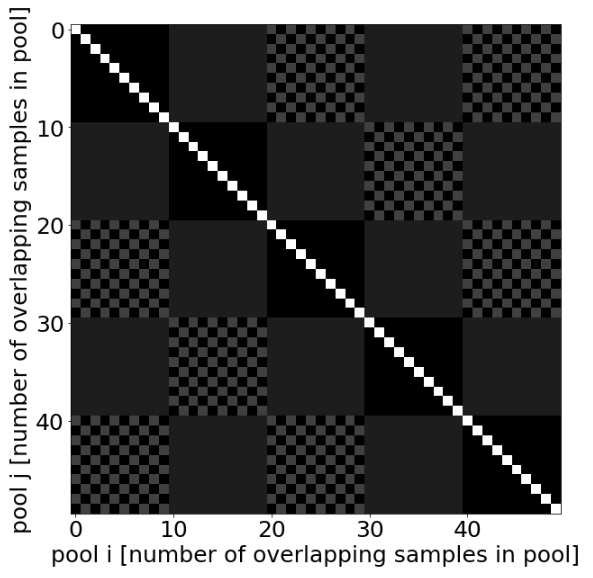 pool j [number of overlapping samples in pool]
0
10
20
30
40
0 10 20 30 40
pool i [number of overlapping samples in pool]